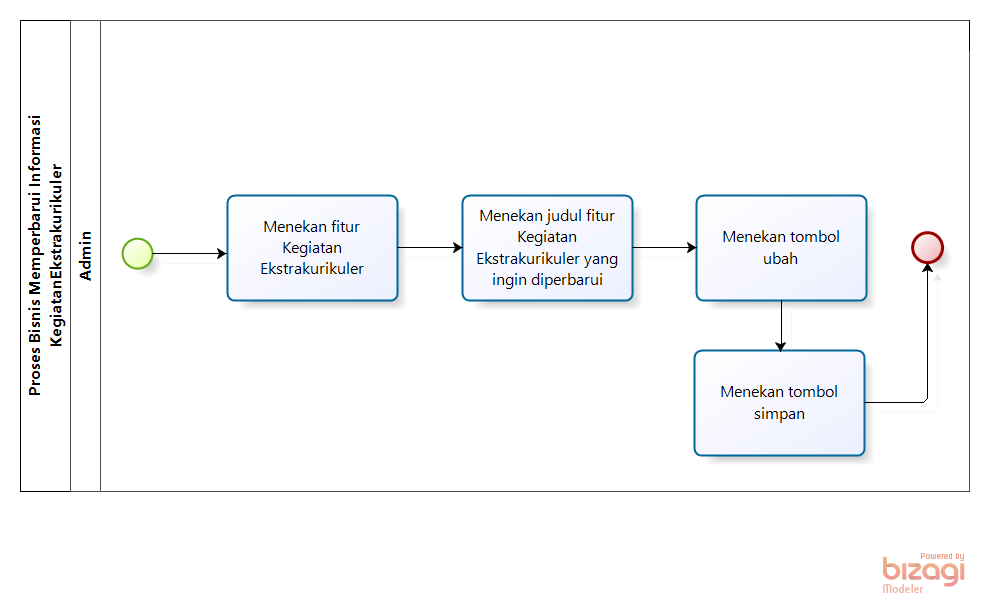 Proses Bisnis Memperbarui Informasi
KegiatanEkstrakurikuler
Admin
Menekan fitur
Kegiatan
Ekstrakurikuler
Menekan judul fitur
Kegiatan
Ekstrakurikuler yang
ingin diperbarui
Menekan tombol
ubah
Menekan tombol
simpan
Powered by
bizagi
Modeler